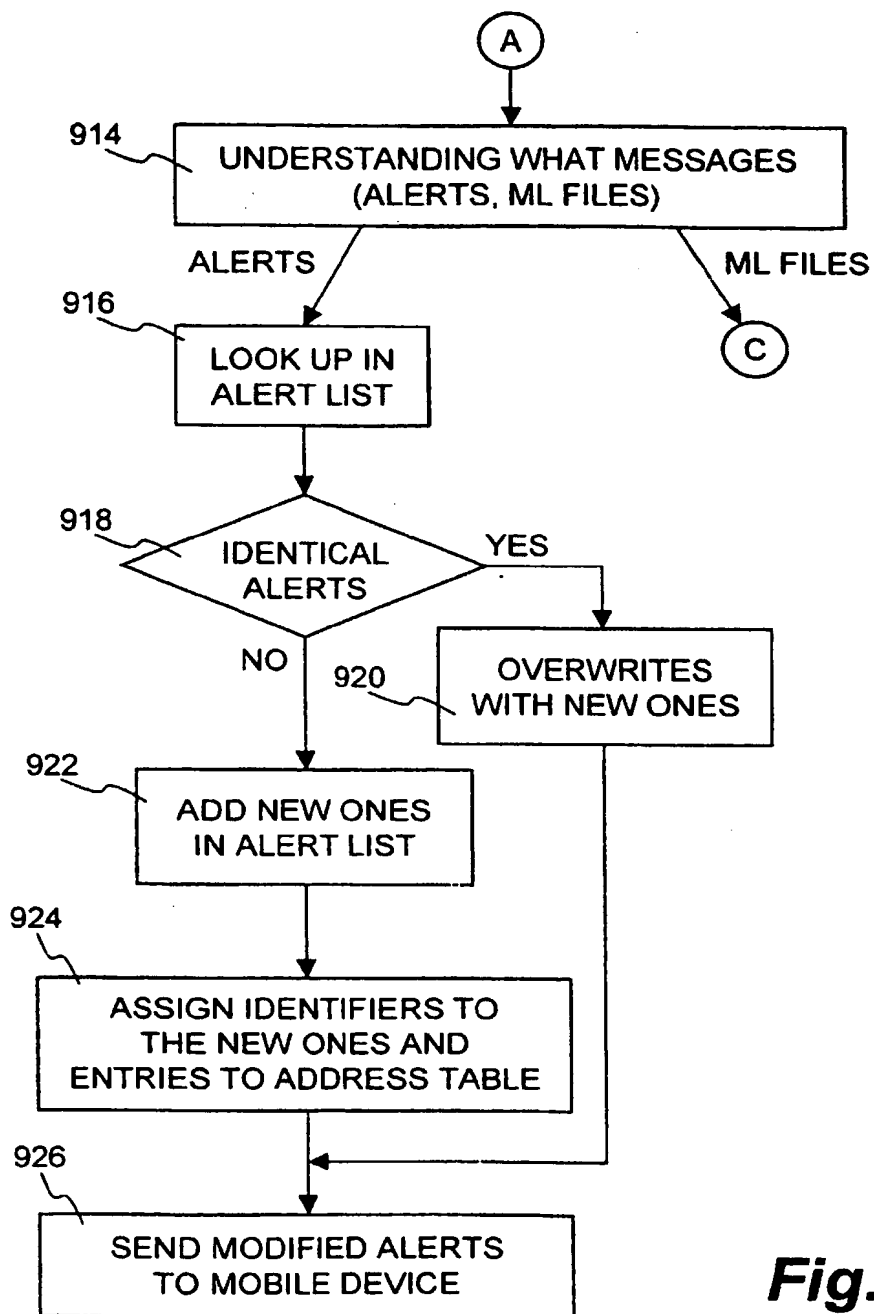 A
914
UNDERSTANDING WHAT MESSAGES
(ALERTS, ML FILES)
ALERTS
ML FILES
916
LOOK UP IN
ALERT LIST
C
918
IDENTICAL
ALERTS
YES
NO
920
OVERWRITES
WITH NEW ONES
922
ADD NEW ONES
IN ALERT LIST
924
ASSIGN IDENTIFIERS TO
THE NEW ONES AND
ENTRIES TO ADDRESS TABLE
926
SEND MODIFIED ALERTS
TO MOBILE DEVICE
Fig.